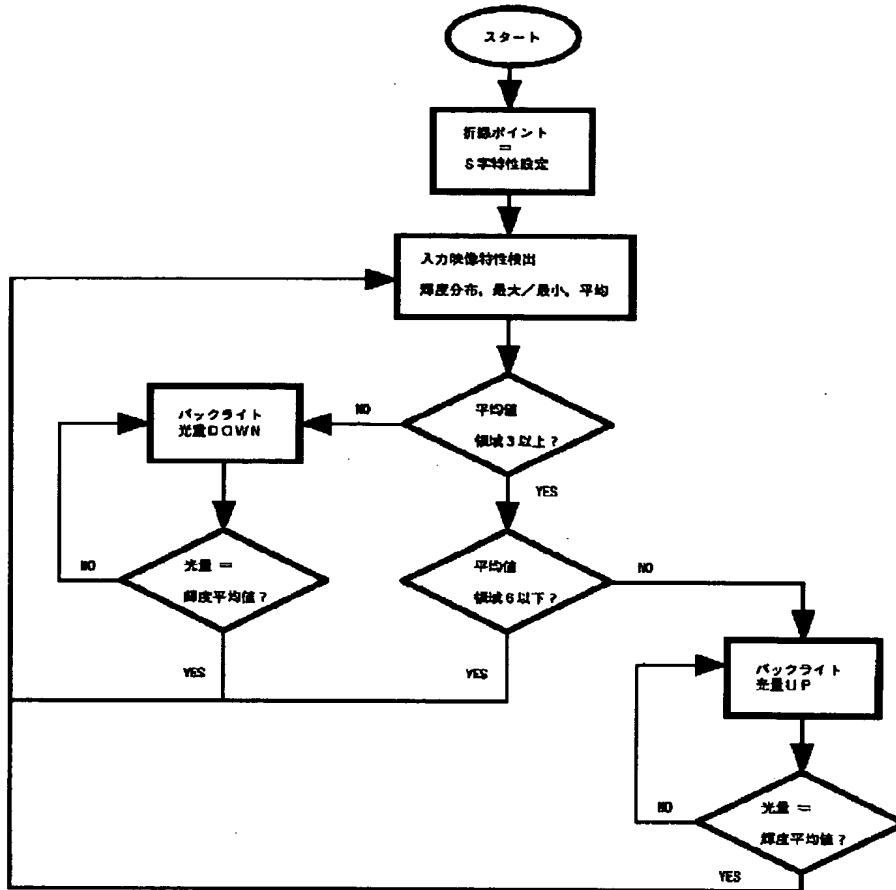 スタート
折線ポイント
=
S字特性設定
入力映像特性検出
輝度分布，最大／最小，平均
平均値
領域3以上？
NO
YES
バックライト
光量DOWN
光量 =
輝度平均値？
NO
YES
平均値
領域6以下？
NO
YES
バックライト
光量UP
光量 =
輝度平均値？
NO
YES